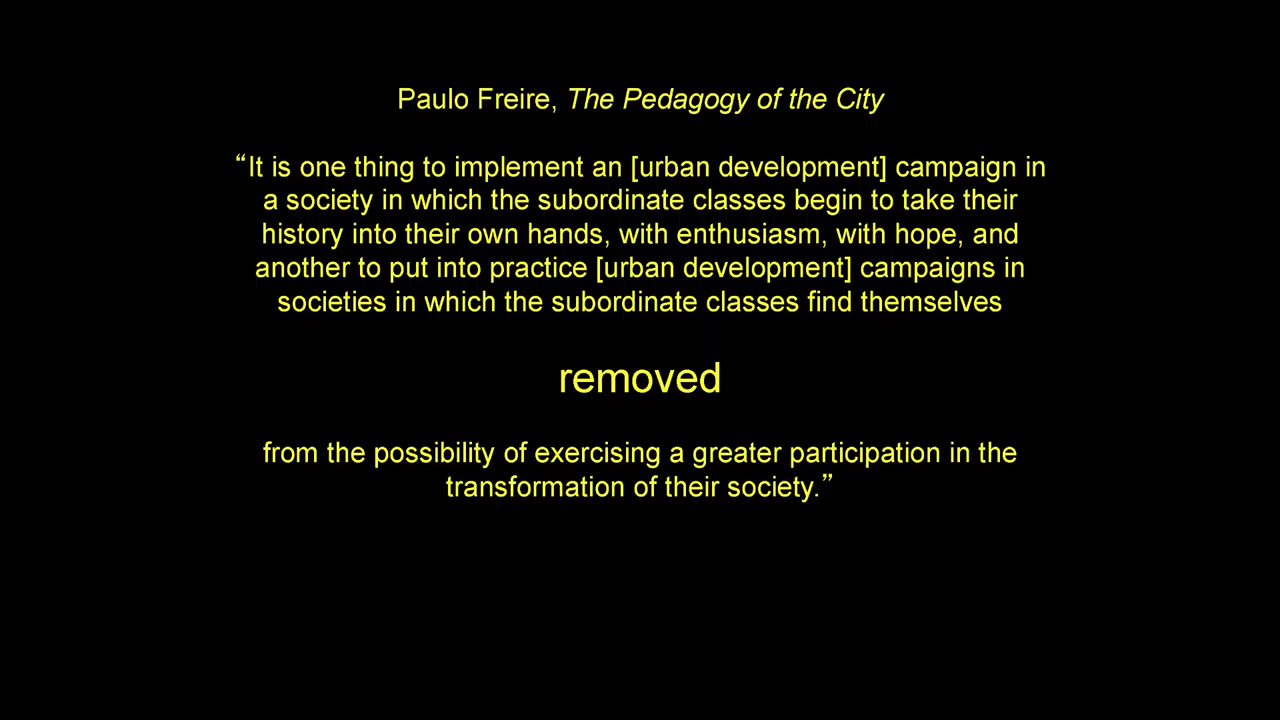 Paulo Freire, The Pedagogy of the City
“It is one thing to implement an [urban development] campaign in
a society in which the subordinate classes begin to take their
history into their own hands, with enthusiasm, with hope, and
another to put into practice [urban development] campaigns in
societies in which the subordinate classes find themselves
removed
from the possibility of exercising a greater participation in the
transformation of their society.”